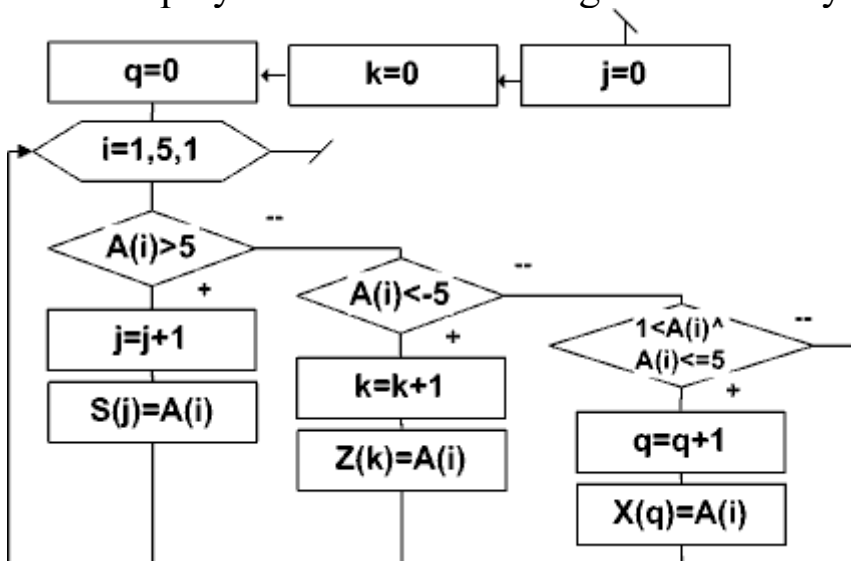 q=0
k=0
j=0
i=1,5,1
A(i)>5
--
+
A(i)<-5
--
+
1<A(i)^
A(i)<=5
--
+
j=j+1
S(j)=A(i)
k=k+1
Z(k)=A(i)
q=q+1
X(q)=A(i)